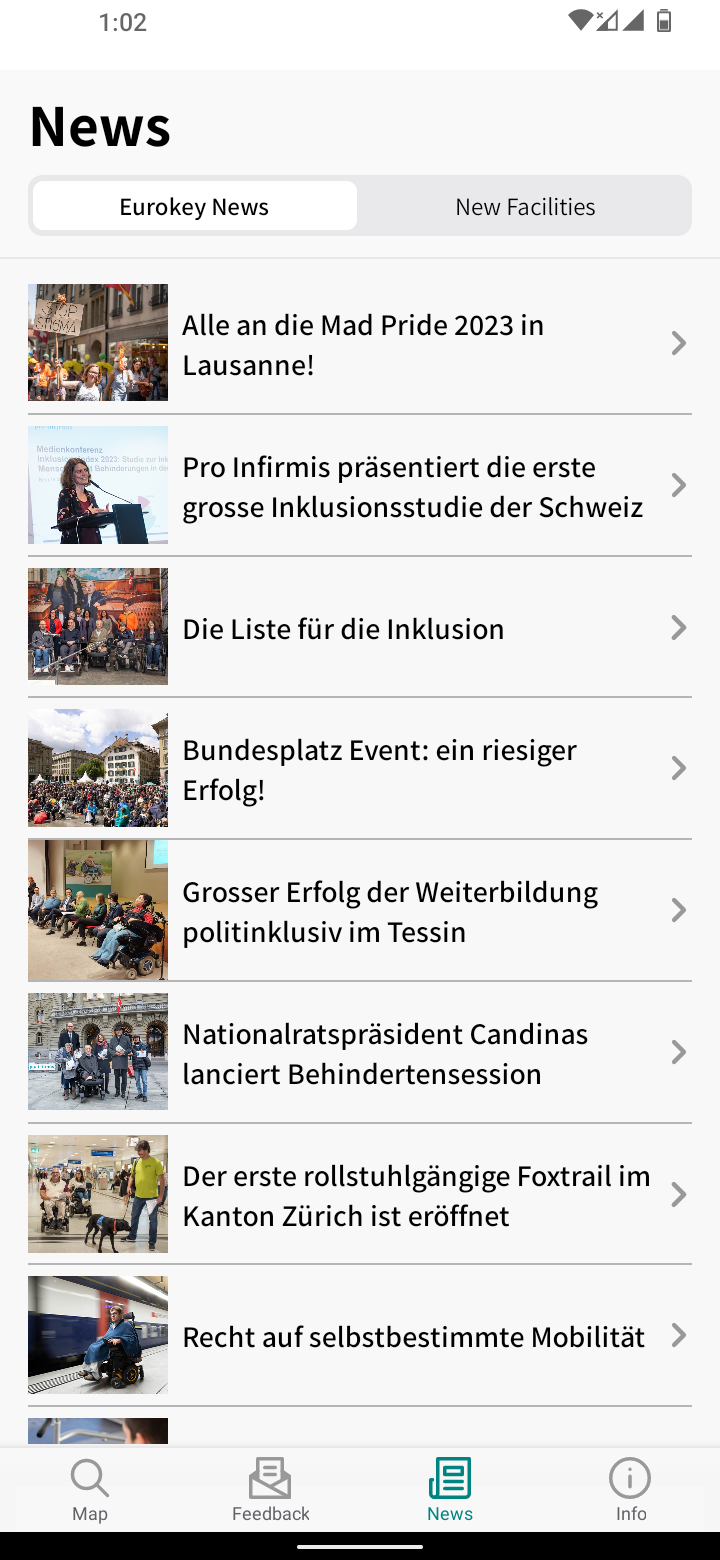 1:02
News
Eurokey News
New Facilities
STOP
STIGMA
Alle an die Mad Pride 2023 in
Lausanne!
Medienkonferenz
Pro Infirmis präsentiert die erste
grosse Inklusionsstudie der Schweiz
Die Liste für die Inklusion
Bundesplatz Event: ein riesiger
Erfolg!
Grosser Erfolg der Weiterbildung
politinklusiv im Tessin
Nationalratspräsident Candinas
lanciert Behindertensession
Der erste rollstuhlgängige Foxtrail im
Kanton Zürich ist eröffnet
Recht auf selbstbestimmte Mobilität
Map
Feedback
News
Info